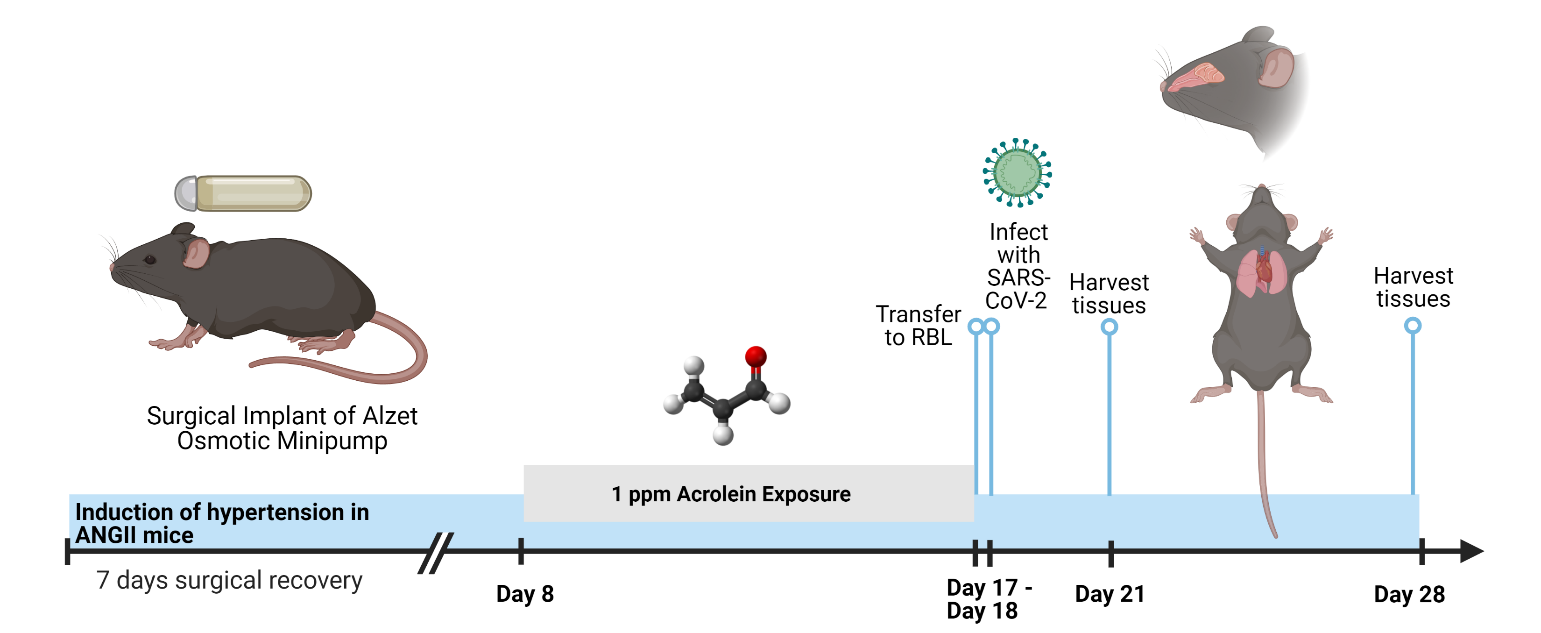 Surgical Implant of Alzet
Osmotic Minipump
Induction of hypertension in
ANGII mice
7 days surgical recovery
1 ppm Acrolein Exposure
Transfer
to RBL
Infect
with
SARS-
CoV-2
Harvest
tissues
Harvest
tissues
Day 8
Day 17 -
Day 18
Day 21
Day 28